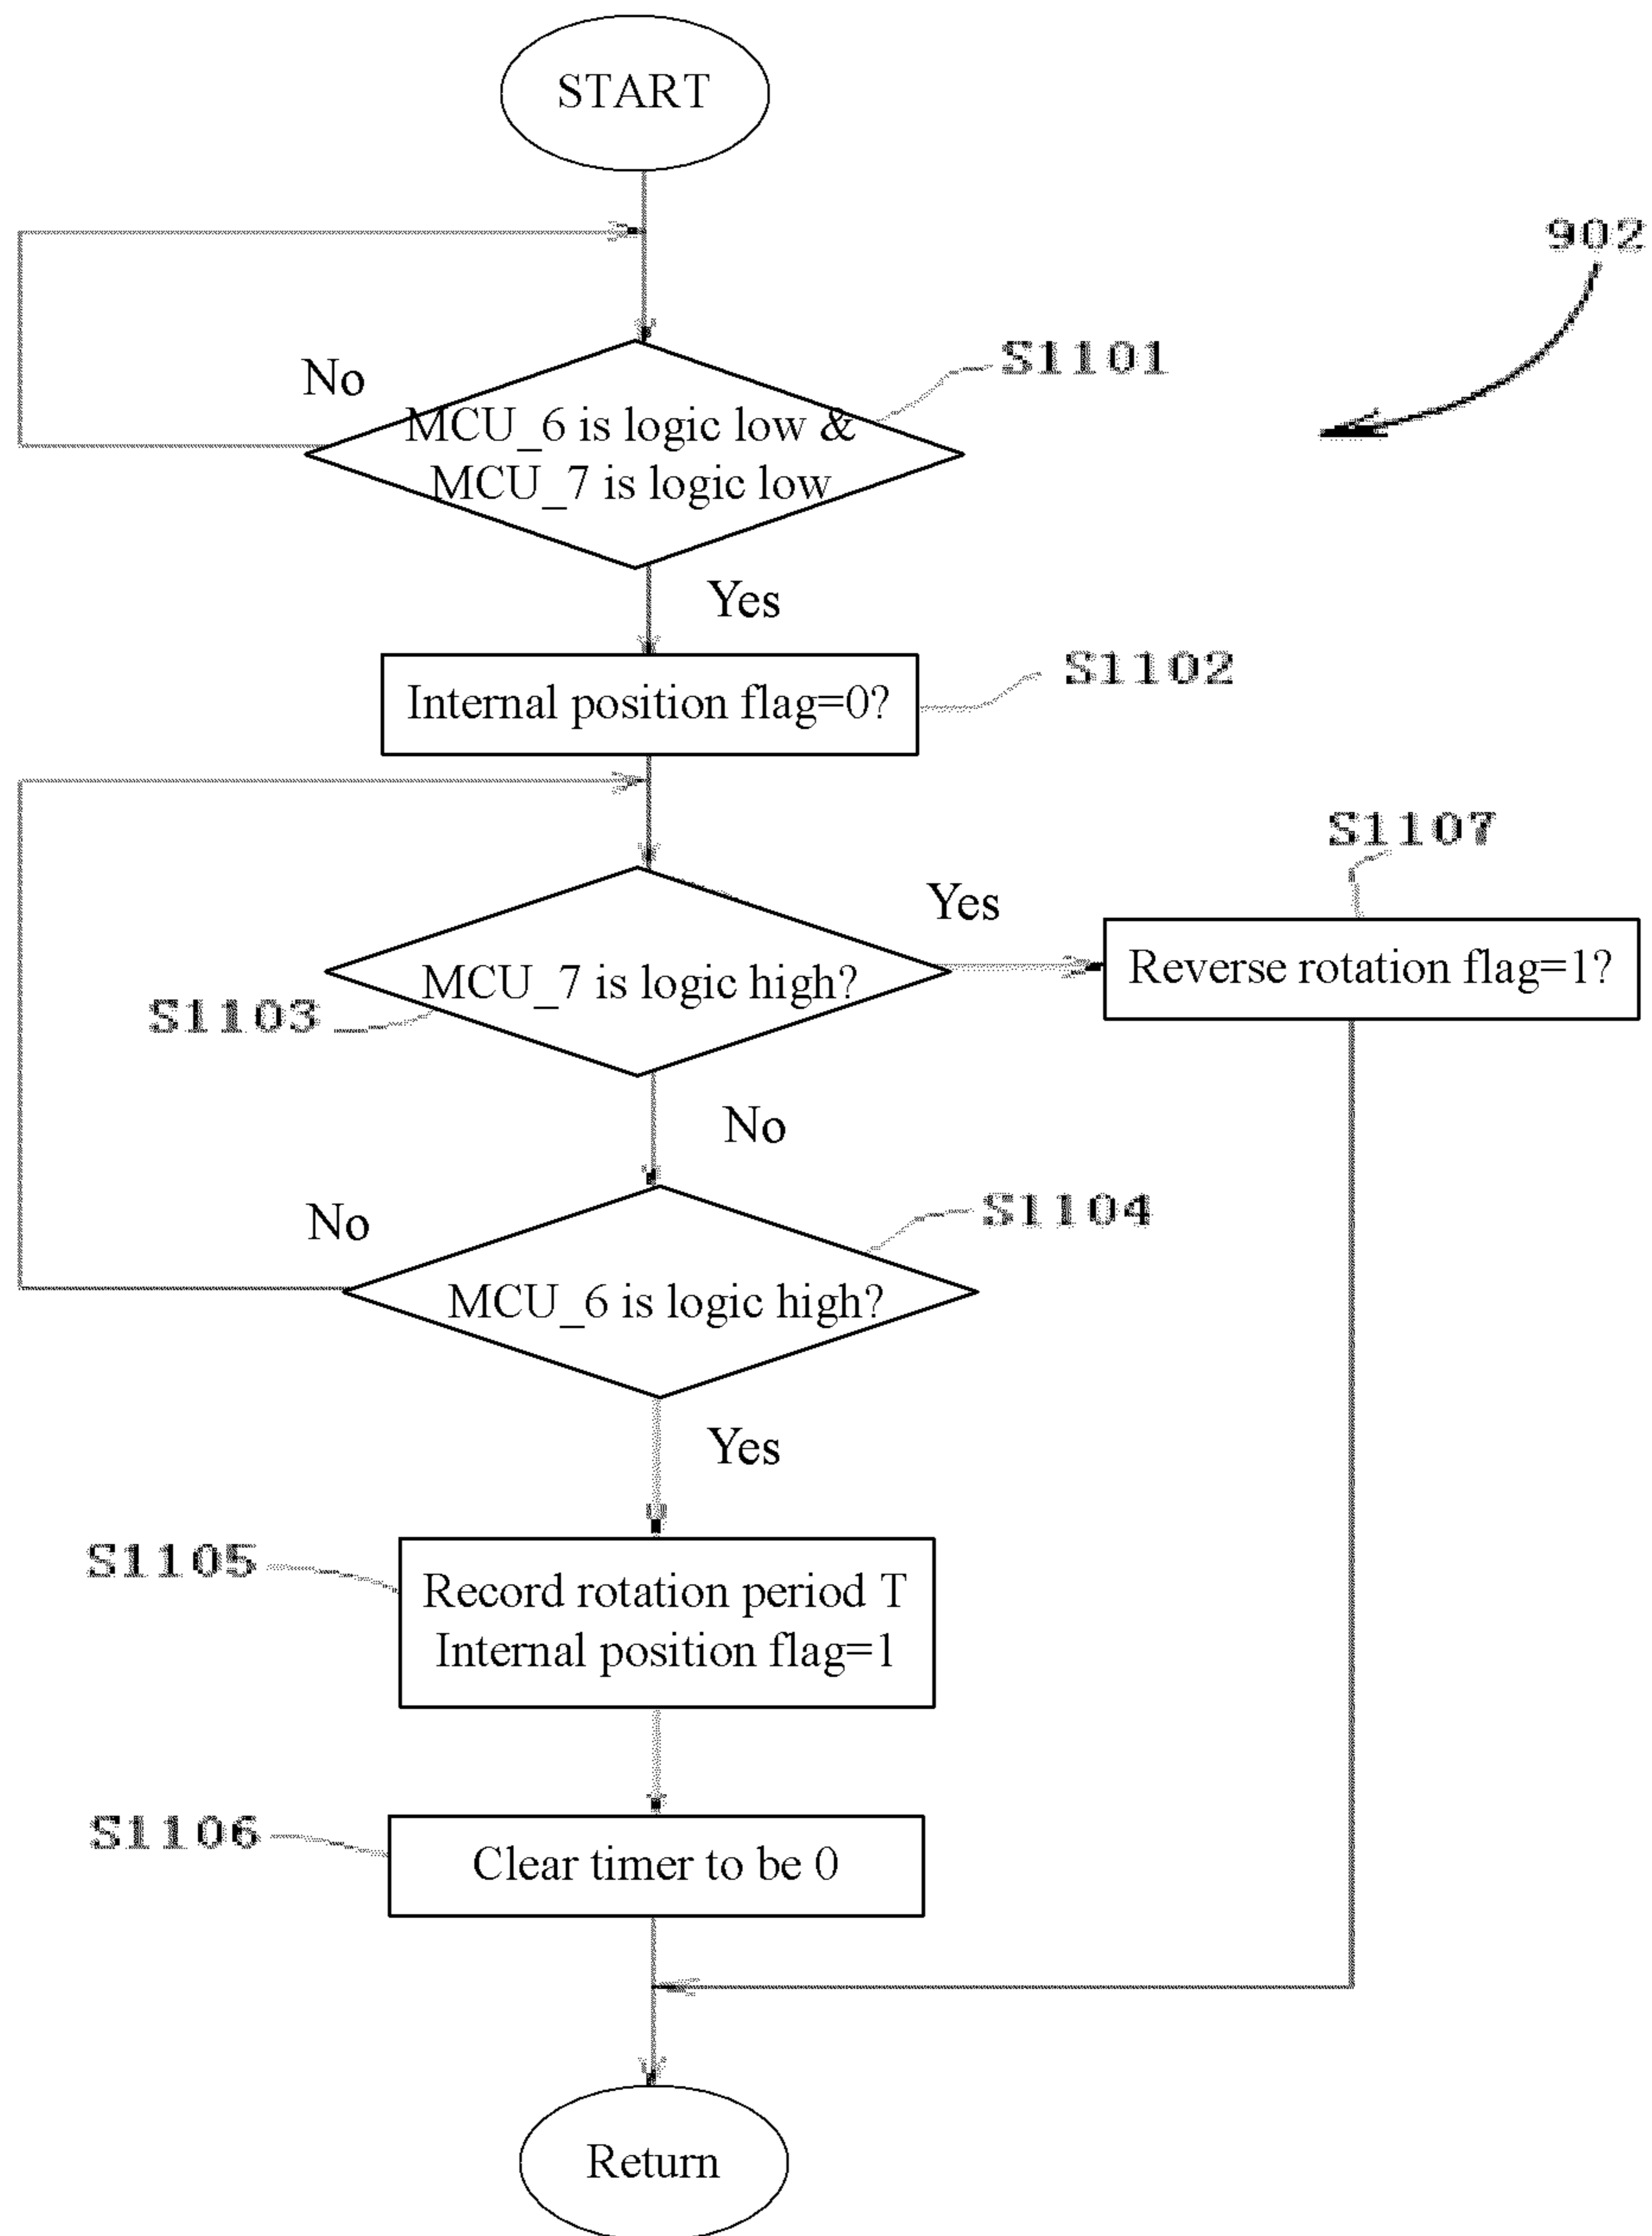 START
902
No
S1101
MCU_6 is logic low &
MCU_7 is logic low
Yes
Internal position flag=0?
S1102
S1107
Yes
MCU_7 is logic high?
Reverse rotation flag=1?
S1103
No
No
S1104
MCU_6 is logic high?
Yes
S1105
Record rotation period T
Internal position flag=1
S1106
Clear timer to be 0
Return